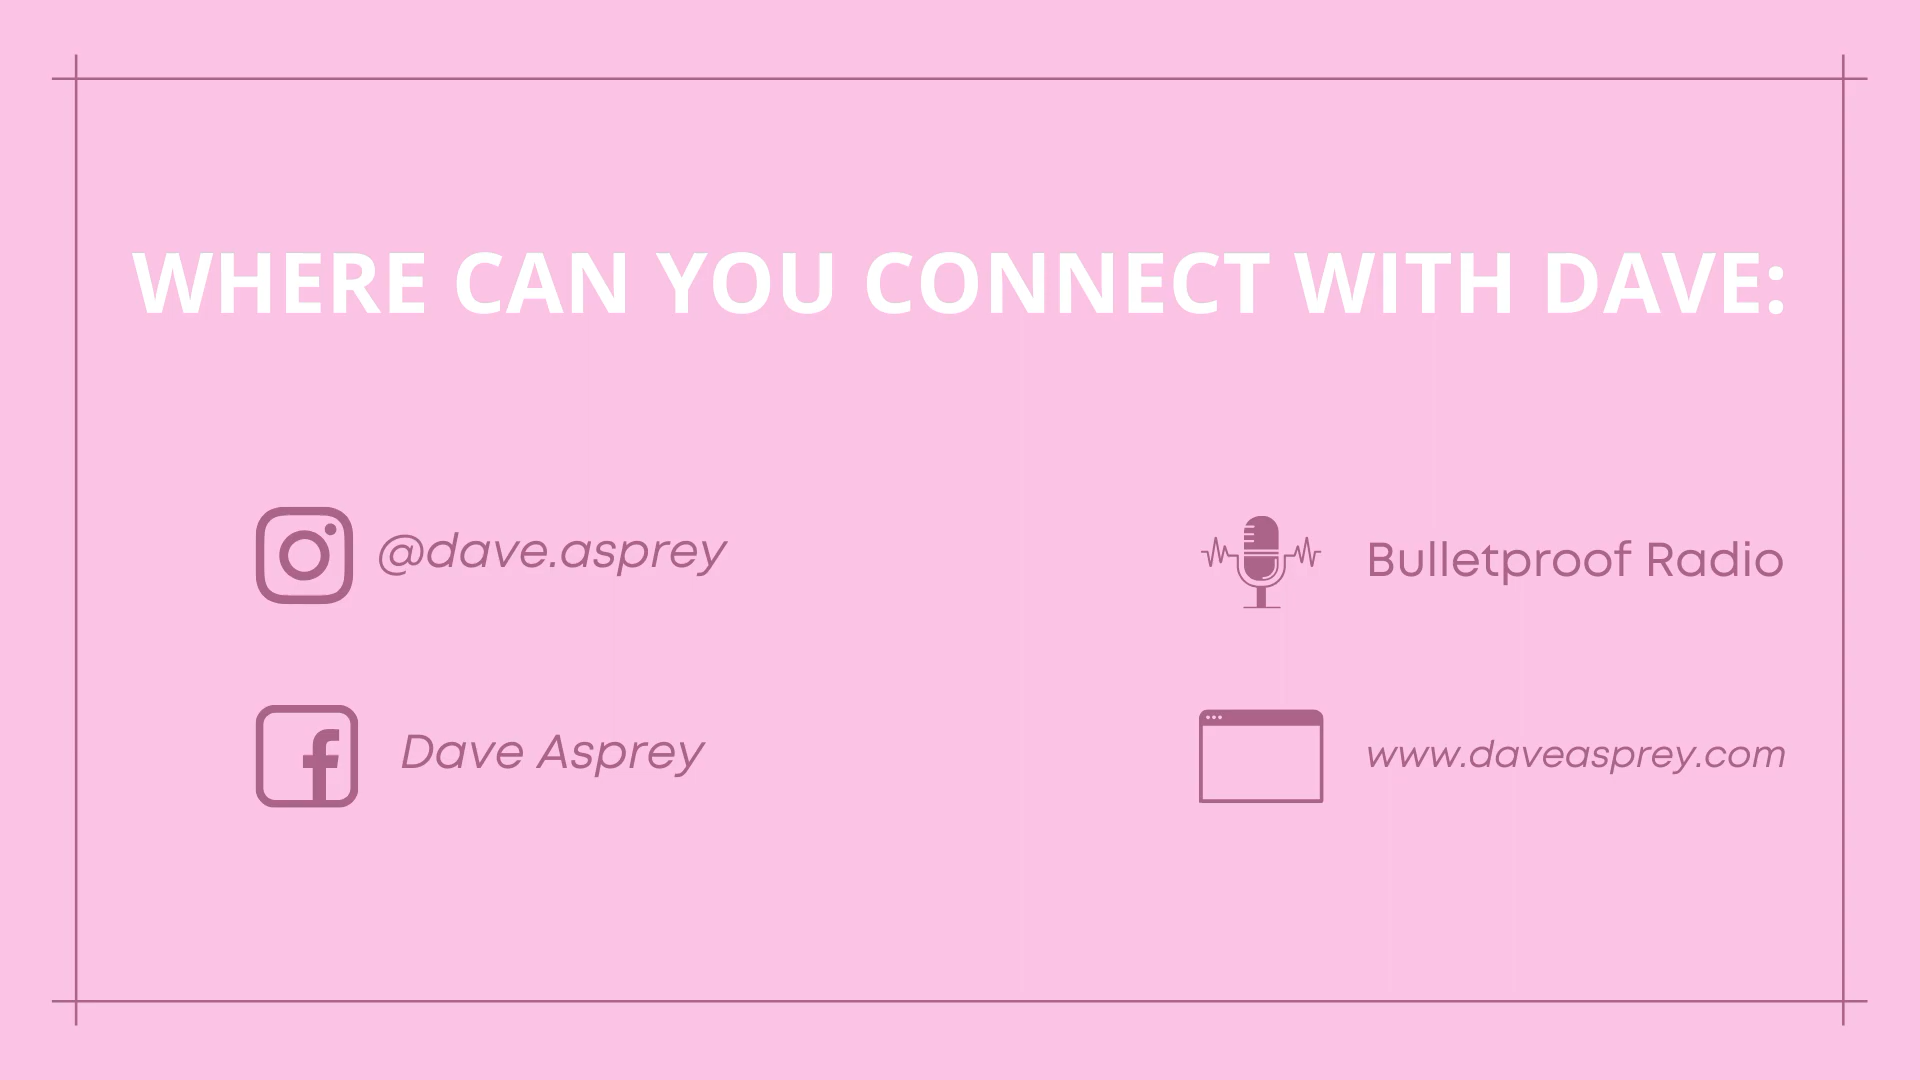 WHERE CAN YOU CONNECT WITH DAVE:
@dave.asprey
Bulletproof Radio
Dave Asprey
www.daveasprey.com